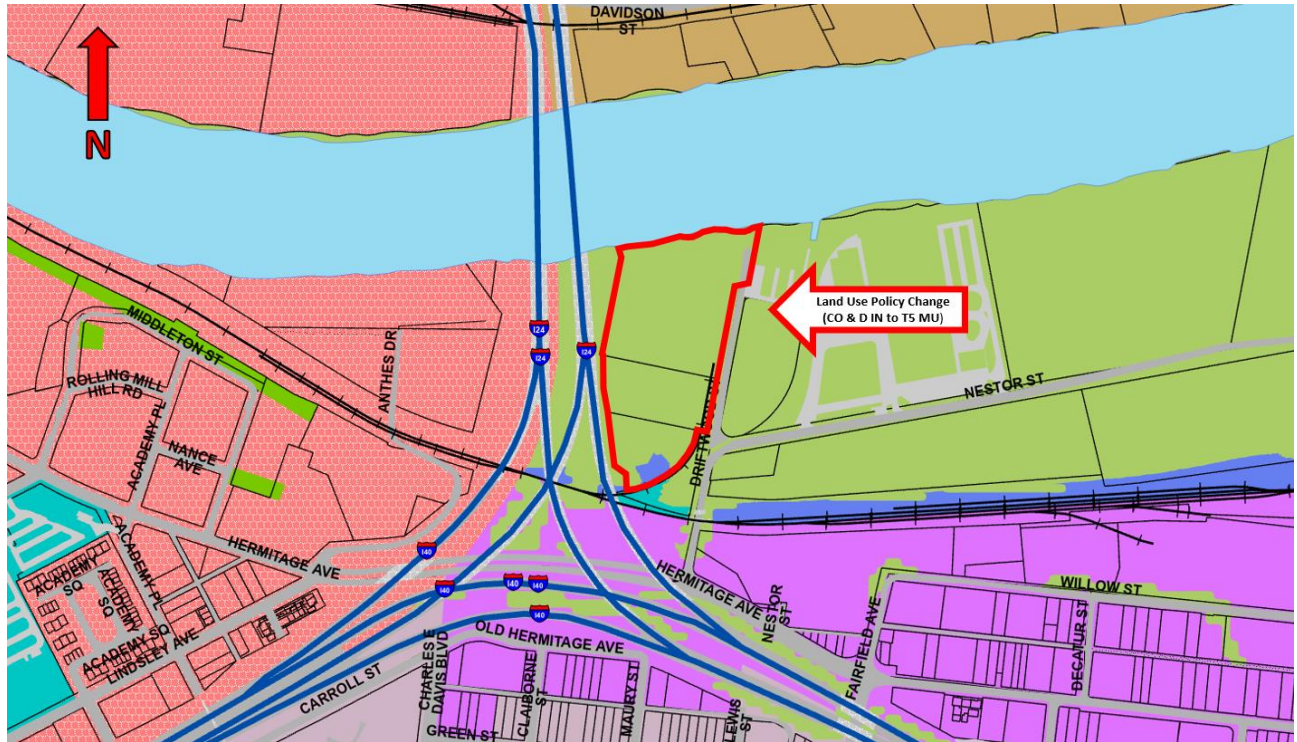 DAVIDSON
ST
N
Land Use Policy Change
(CO & D IN to T5 MU)
MIDDLETON ST
ROLLING MILL
HILL RD
ACADEMY PL
NANCE AVE
ANTHES DR
I24
I24
I24
NESTOR ST
HERMITAGE AVE
I40
I40
I40
I40
I40
HERMITAGE AVE
NESTOR
ST
WILLOW ST
FAIRFIELD AVE
DECATUR ST
ACADEMY
SQ
ACADEMY
SQ
ACADEMY PL
ACADEMY SQ
LINDSLEY AVE
CARROLL ST
CHARLES E
DAVIS BLVD
OLD HERMITAGE AVE
CLAIBORNE
ST
MAURY ST
LEWIS ST
GREEN ST